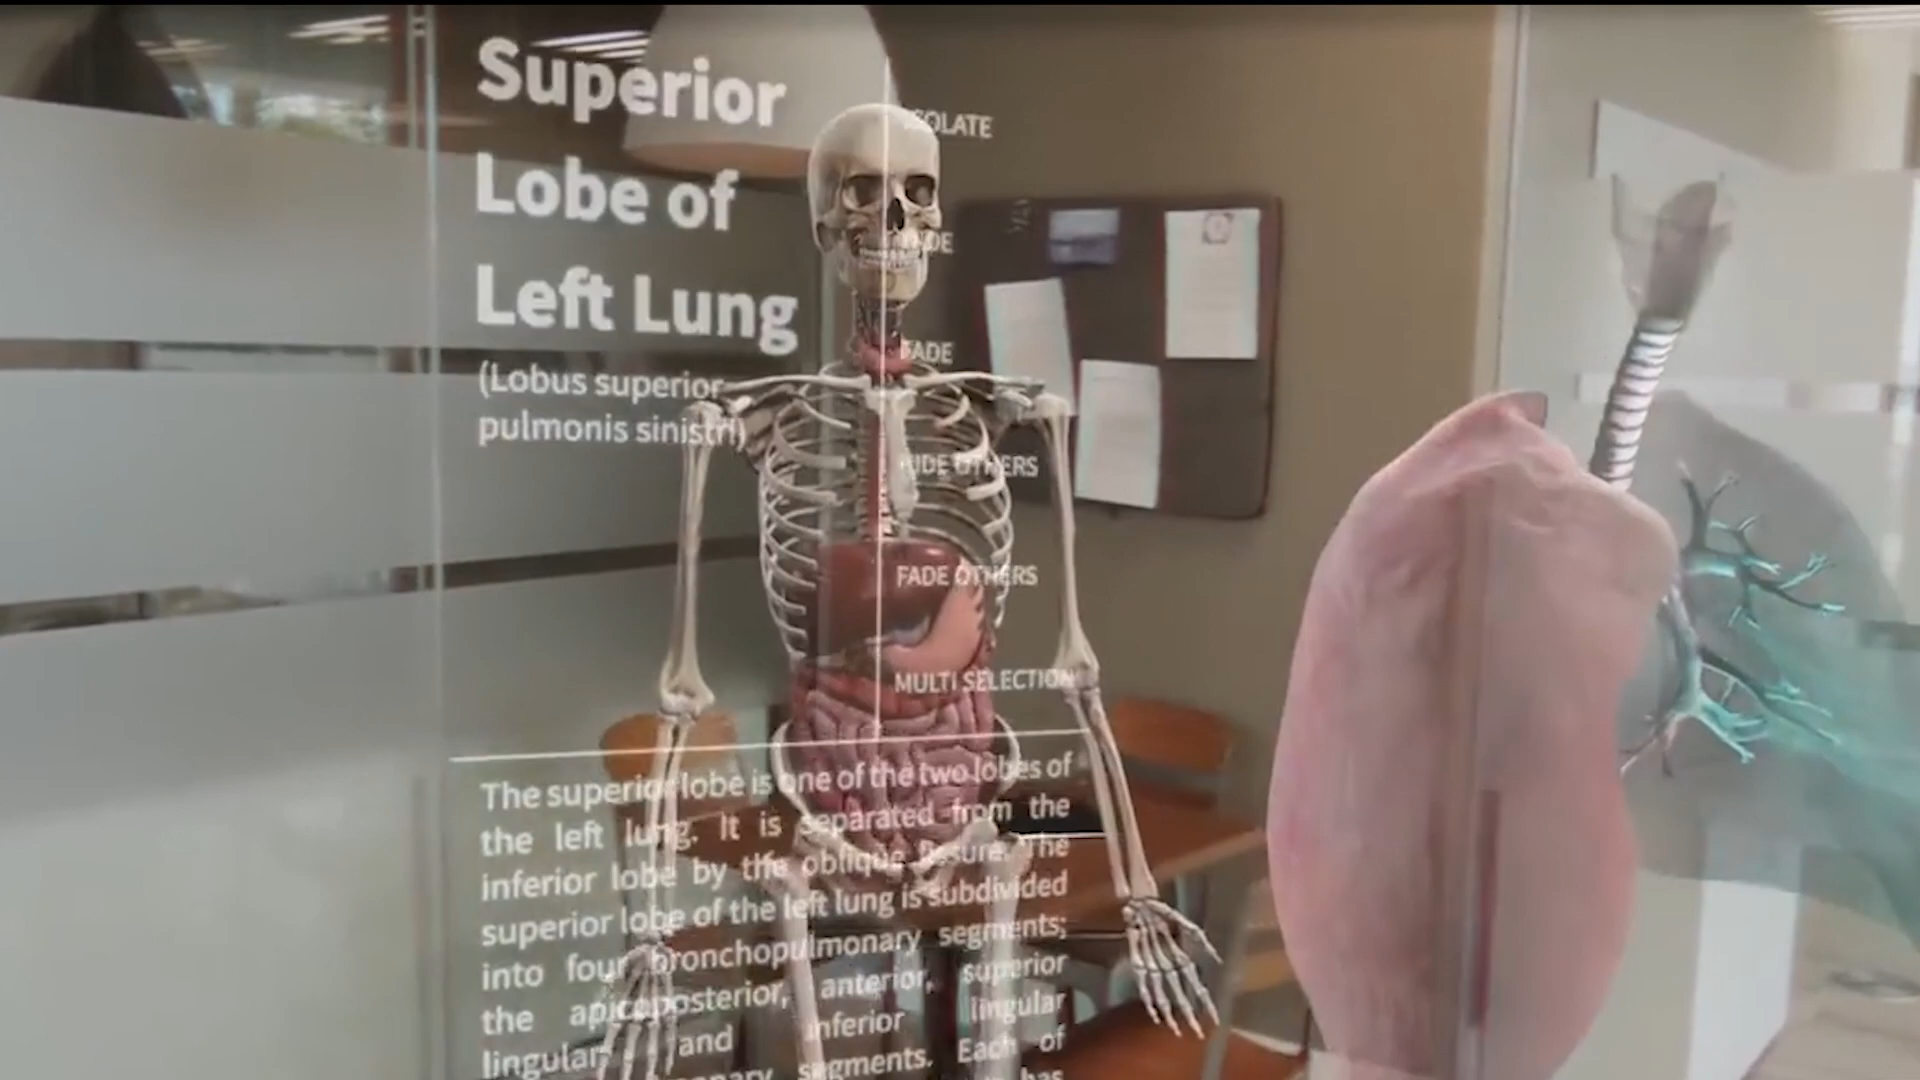 Superior
Lobe of
Left Lung
(Lobus superior
pulmonis sinistri)
ISOLATE
FADE
HIDE OTHERS
FADE OTHERS
MULTI SELECTION
The superior lobe is one of the two lobes of
the left lung. It is separated from the
inferior lobe by the oblique fissure. The
superior lobe of the left lung is subdivided
into four bronchopulmonary segments;
the apicoposterior, anterior, superior
lingular and inferior lingular
segments. Each of
has